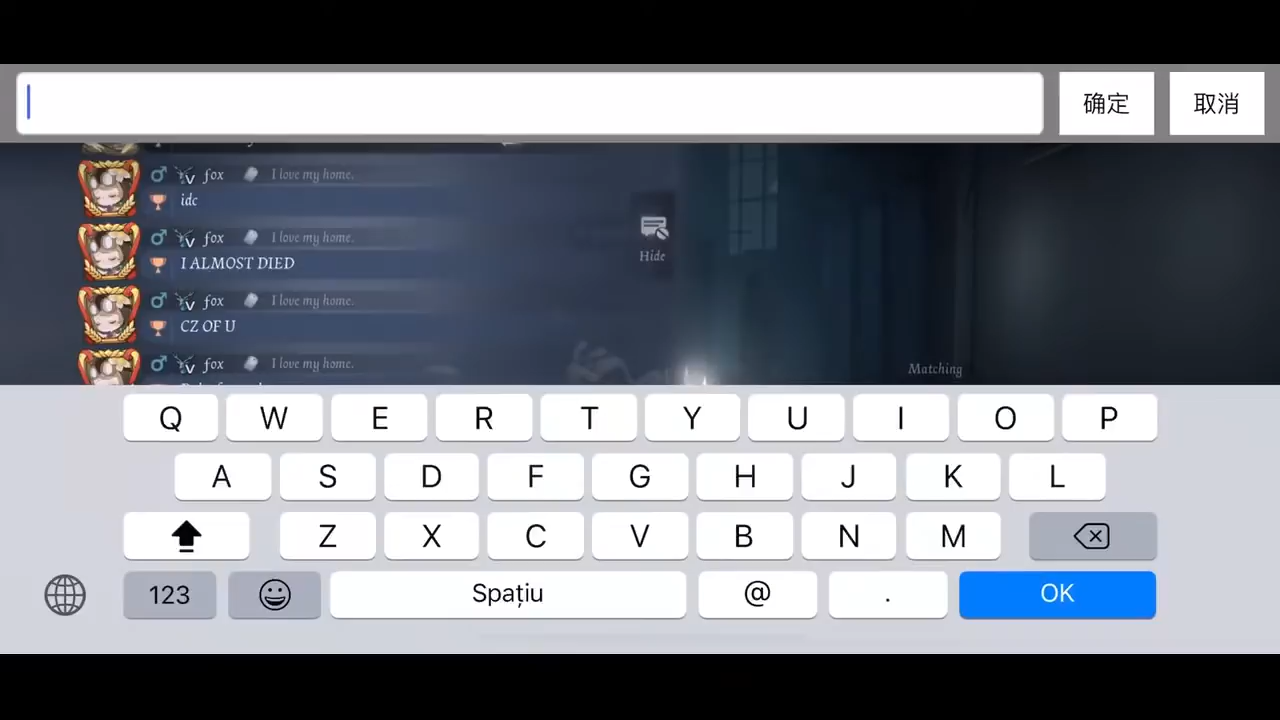 确定 取消
fox I love my home.
idc
fox I love my home.
I ALMOST DIED
Hide
fox I love my home.
CZ OF U
fox I love my home.
Matching
Q W E R T Y U I O P
A S D F G H J K L
Z X C V B N M
123 Spațiu @ . OK